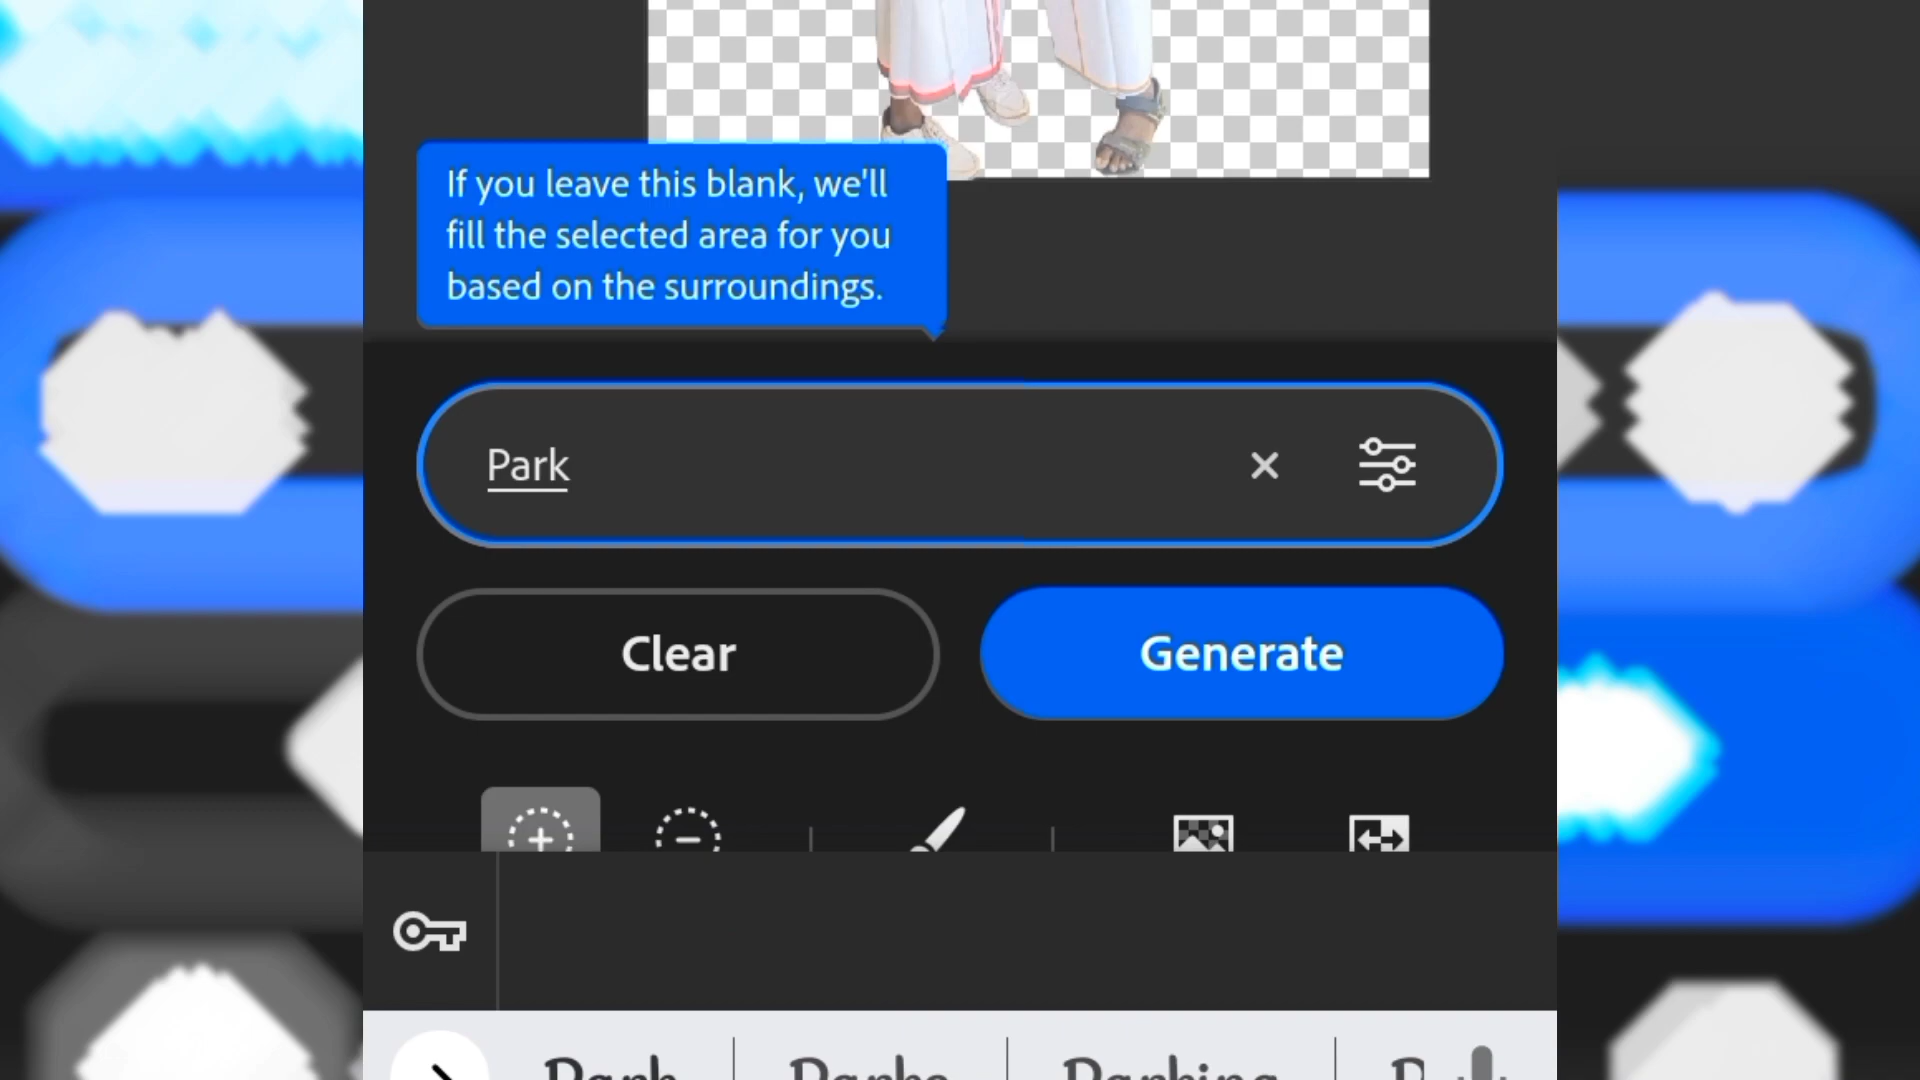 If you leave this blank, we'll
fill the selected area for you
based on the surroundings.
Park
Clear
Generate